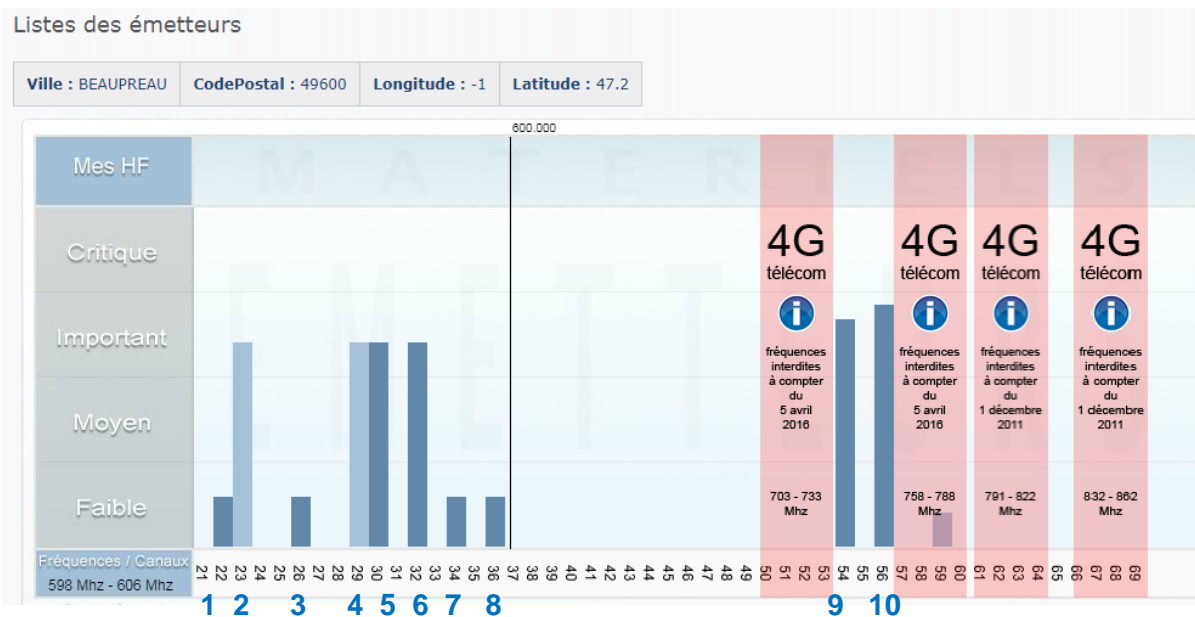 Listes des émetteurs
Ville : BEAUPREAU CodePostal : 49600 Longitude : -1 Latitude : 47.2
600.000
Mes HF
MATERIELS
Critique
Important
Moyen
Faible
EMETTEURS
4G
télécom
fréquences
interdites
à compter
du
5 avril
2016
703 - 733
Mhz
4G
télécom
fréquences
interdites
à compter
du
5 avril
2016
758 - 788
Mhz
4G
télécom
fréquences
interdites
à compter
du
1 décembre
2011
791 - 822
Mhz
4G
télécom
fréquences
interdites
à compter
du
1 décembre
2011
832 - 862
Mhz
Fréquences / Canaux
598 Mhz - 606 Mhz
21 22 23 24 25 26 27 28 29 30 31 32 33 34 35 36 37 38 39 40 41 42 43 44 45 46 47 48 49 50 51 52 53 54 55 56 57 58 59 60 61 62 63 64 65 66 67 68 69
1 2 3 4 5 6 7 8 9 10